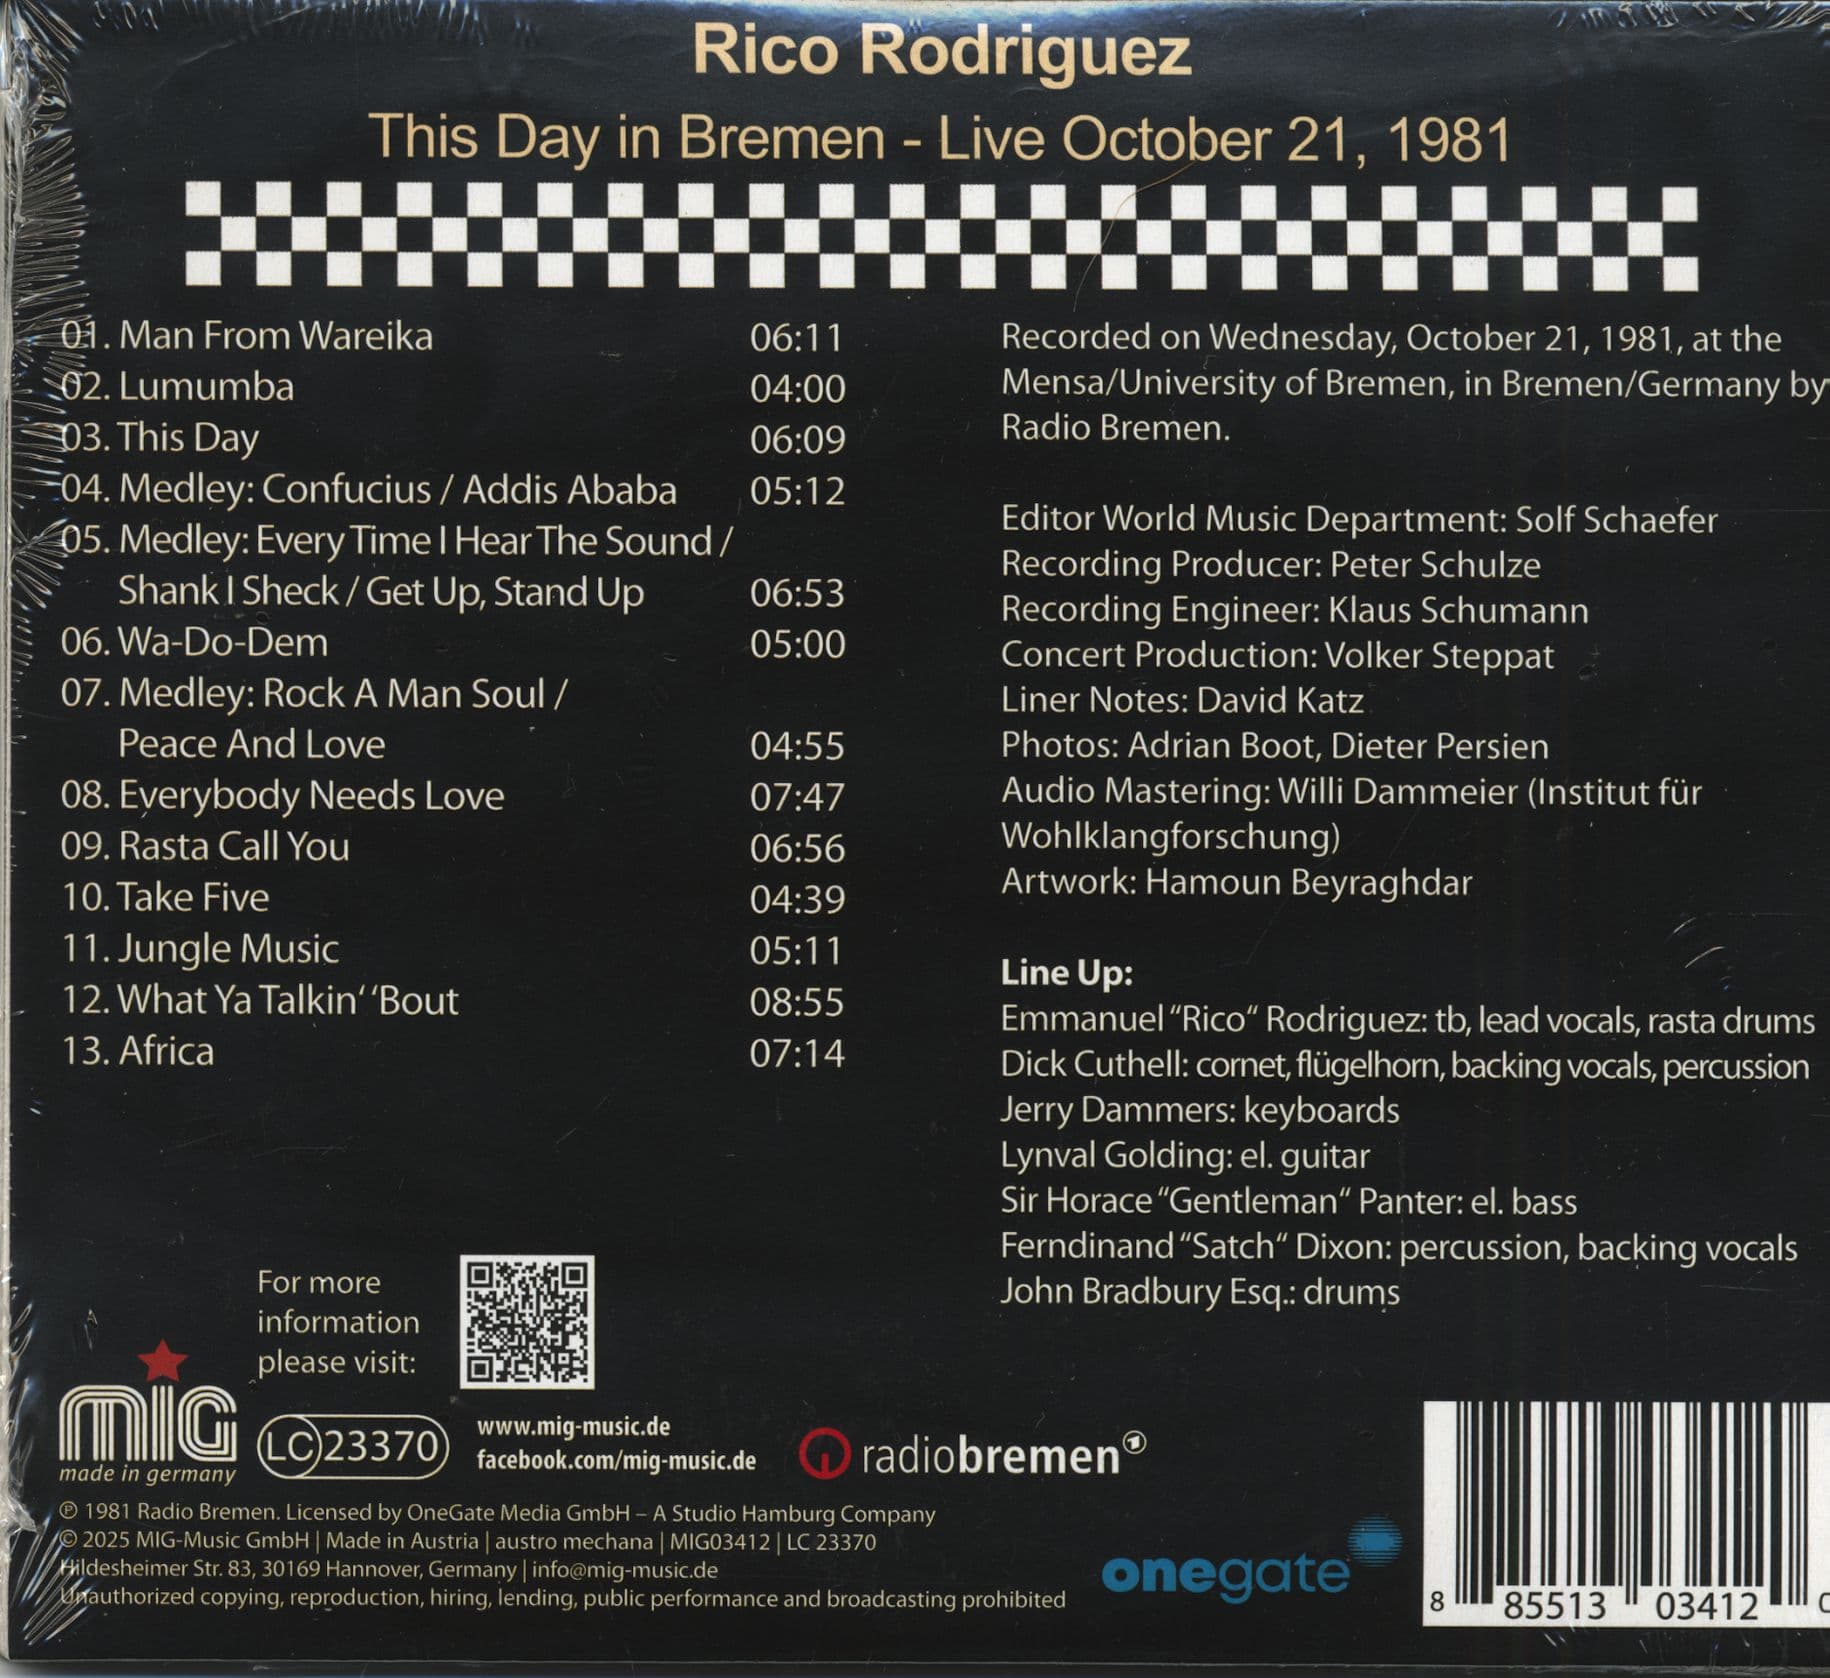 Rico Rodriguez
This Day in Bremen - Live October 21, 1981
01. Man From Wareika 06:11
02. Lumumba 04:00
03. This Day 06:09
04. Medley: Confucius / Addis Ababa 05:12
05. Medley: Every Time I Hear The Sound /
Shank I Sheck / Get Up, Stand Up 06:53
06. Wa-Do-Dem 05:00
07. Medley: Rock A Man Soul /
Peace And Love 04:55
08. Everybody Needs Love 07:47
09. Rasta Call You 06:56
10. Take Five 04:39
11. Jungle Music 05:11
12. What Ya Talkin‘ ‘Bout 08:55
13. Africa 07:14
Recorded on Wednesday, October 21, 1981, at the
Mensa/University of Bremen, in Bremen/Germany by
Radio Bremen.
Editor World Music Department: Solf Schaefer
Recording Producer: Peter Schulze
Recording Engineer: Klaus Schumann
Concert Production: Volker Steppat
Liner Notes: David Katz
Photos: Adrian Boot, Dieter Persien
Audio Mastering: Willi Dammeier (Institut für
Wohlklangforschung)
Artwork: Hamoun Beyraghdar
Line Up:
Emmanuel “Rico“ Rodriguez: tb, lead vocals, rasta drums
Dick Cuthell: cornet, flügelhorn, backing vocals, percussion
Jerry Dammers: keyboards
Lynval Golding: el. guitar
Sir Horace “Gentleman“ Panter: el. bass
Ferndinand “Satch“ Dixon: percussion, backing vocals
John Bradbury Esq.: drums
For more
information
please visit:
mig
made in germany
LC 23370
www.mig-music.de
facebook.com/mig-music.de
radiobremen
℗ 1981 Radio Bremen. Licensed by OneGate Media GmbH – A Studio Hamburg Company
© 2025 MIG-Music GmbH | Made in Austria | austro mechana | MIG03412 | LC 23370
Hildesheimer Str. 83, 30169 Hannover, Germany | info@mig-music.de
Unauthorized copying, reproduction, hiring, lending, public performance and broadcasting prohibited
onegate
8 85513 03412 0